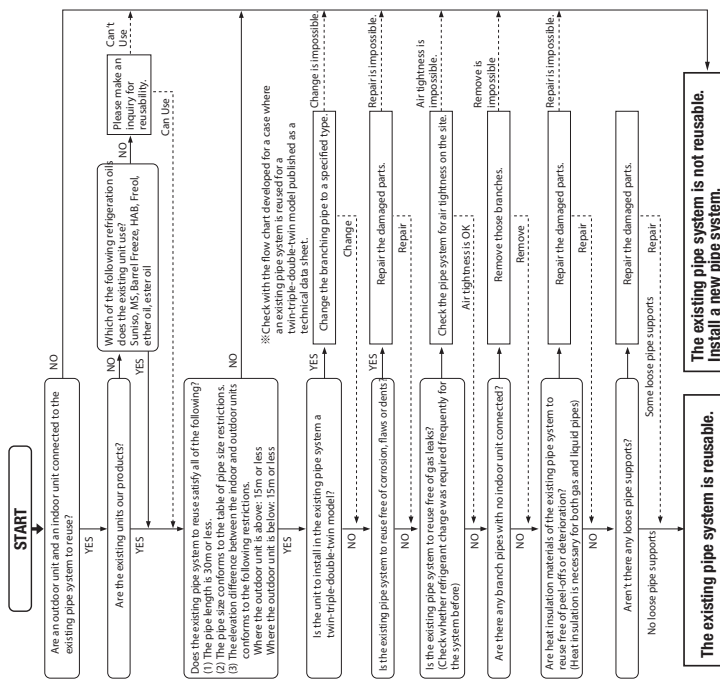 START
Are an outdoor unit and an indoor unit connected to the
existing pipe system to reuse?
NO
YES
Are the existing units our products?
NO
YES
Which of the following refrigeration oils
does the existing unit use?
Suniso, MS, Barrel Freeze, HAB, Freol,
ether oil, ester oil
NO
YES
Please make an
inquiry for
reusability.
Can't
Use
Can Use
Does the existing pipe system to reuse satisfy all of the following?
(1) The pipe length is 30m or less.
(2) The pipe size conforms to the table of pipe size restrictions.
(3) The elevation difference between the indoor and outdoor units
conforms to the following restrictions.
Where the outdoor unit is above: 15m or less
Where the outdoor unit is below: 15m or less
NO
YES
※Check with the flow chart developed for a case where
an existing pipe system is reused for a
twin-triple-double-twin model published as a
technical data sheet.
Is the unit to install in the existing pipe system a
twin-triple-double-twin model?
YES
Change the branching pipe to a specified type.
Change is impossible.
NO
Change
Is the existing pipe system to reuse free of corrosion, flaws or dents?
YES
Repair the damaged parts.
Repair is impossible.
NO
Repair
Is the existing pipe system to reuse free of gas leaks?
(Check whether refrigerant change was required frequently for
the system before)
Check the pipe system for air tightness on the site.
Air tightness is
impossible.
NO
Air tightness is OK
Are there any branch pipes with no indoor unit connected?
Remove those branches.
Remove is
impossible
NO
Remove
Are heat insulation materials of the existing pipe system to
reuse free of peel-offs or deterioration?
(Heat insulation is necessary for both gas and liquid pipes)
Repair the damaged parts.
Repair is impossible.
NO
Repair
Aren't there any loose pipe supports?
Repair the damaged parts.
No loose pipe supports
Some loose pipe supports
Repair
The existing pipe system is reusable.
The existing pipe system is not reusable.
Install a new pipe system.